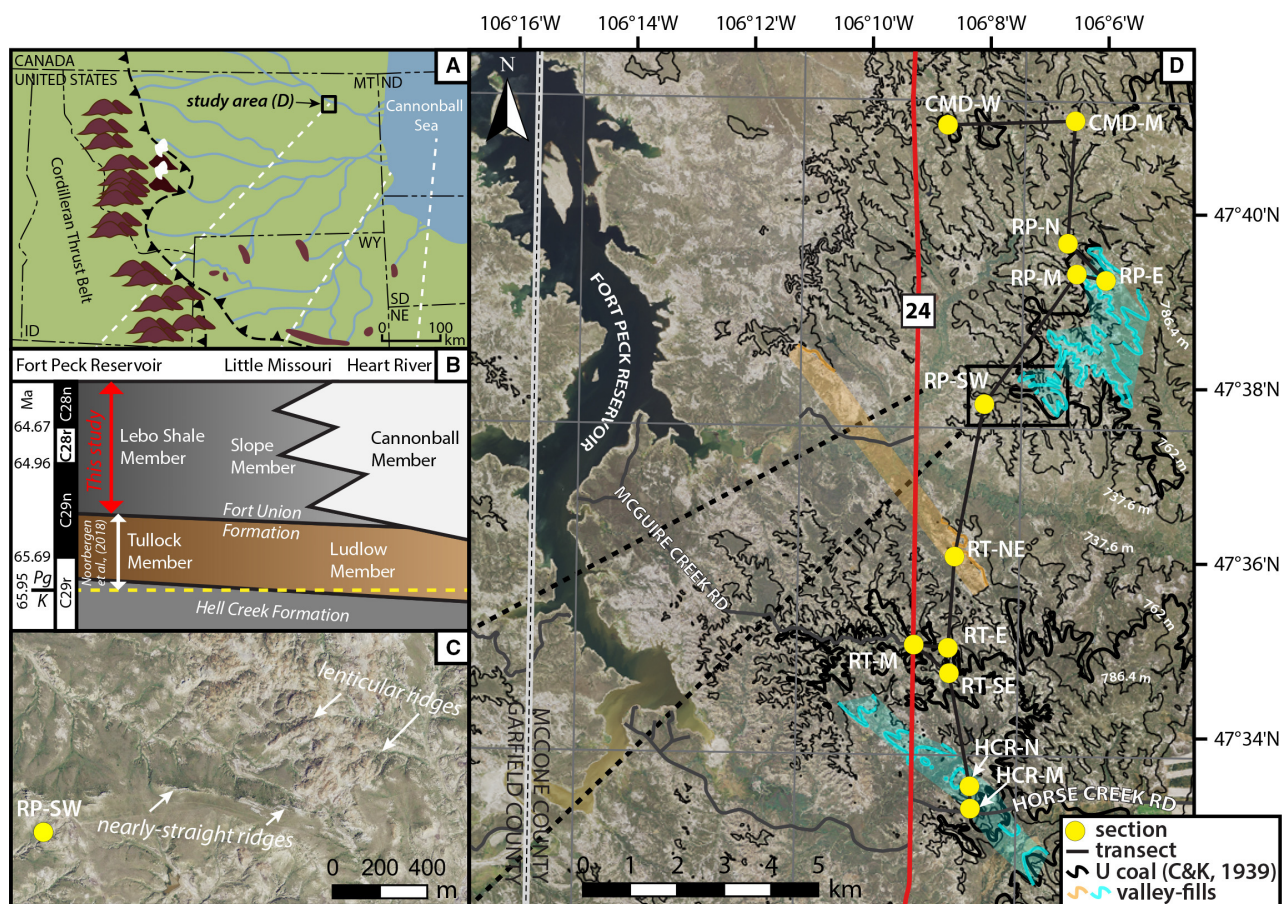 106°16'W 106°14'W 106°12'W 106°10'W 106°8'W 106°6'W
A
CANADA
UNITED STATES
MT
ND
study area (D)
Cannonball
Sea
Cordilleran Thrust Belt
WY
SD
NE
ID
0 100
km
B
Fort Peck Reservoir Little Missouri Heart River
Ma
64.67
64.96
65.69
65.95
Pg
K
C28n
C28r
C29n
C29r
This study
Lebo Shale
Member
Slope
Member
Cannonball
Member
Fort Union
Formation
Noorbergen
et al., (2018)
Tullock
Member
Ludlow
Member
Hell Creek Formation
C
lenticular ridges
RP-SW
nearly-straight ridges
0 200 400
m
D
N
CMD-W
CMD-M
RP-N
RP-M
RP-E
786.4 m
24
FORT PECK RESERVOIR
RP-SW
762 m
737.6 m
737.6 m
MCGUIRE CREEK RD
RT-NE
762 m
RT-E
RT-M
RT-SE
786.4 m
HCR-N
HCR-M
HORSE CREEK RD
GARFIELD COUNTY
MCCONE COUNTY
0 1 2 3 4 5
km
47°40'N
47°38'N
47°36'N
47°34'N
section
transect
U coal (C&K, 1939)
valley-fills